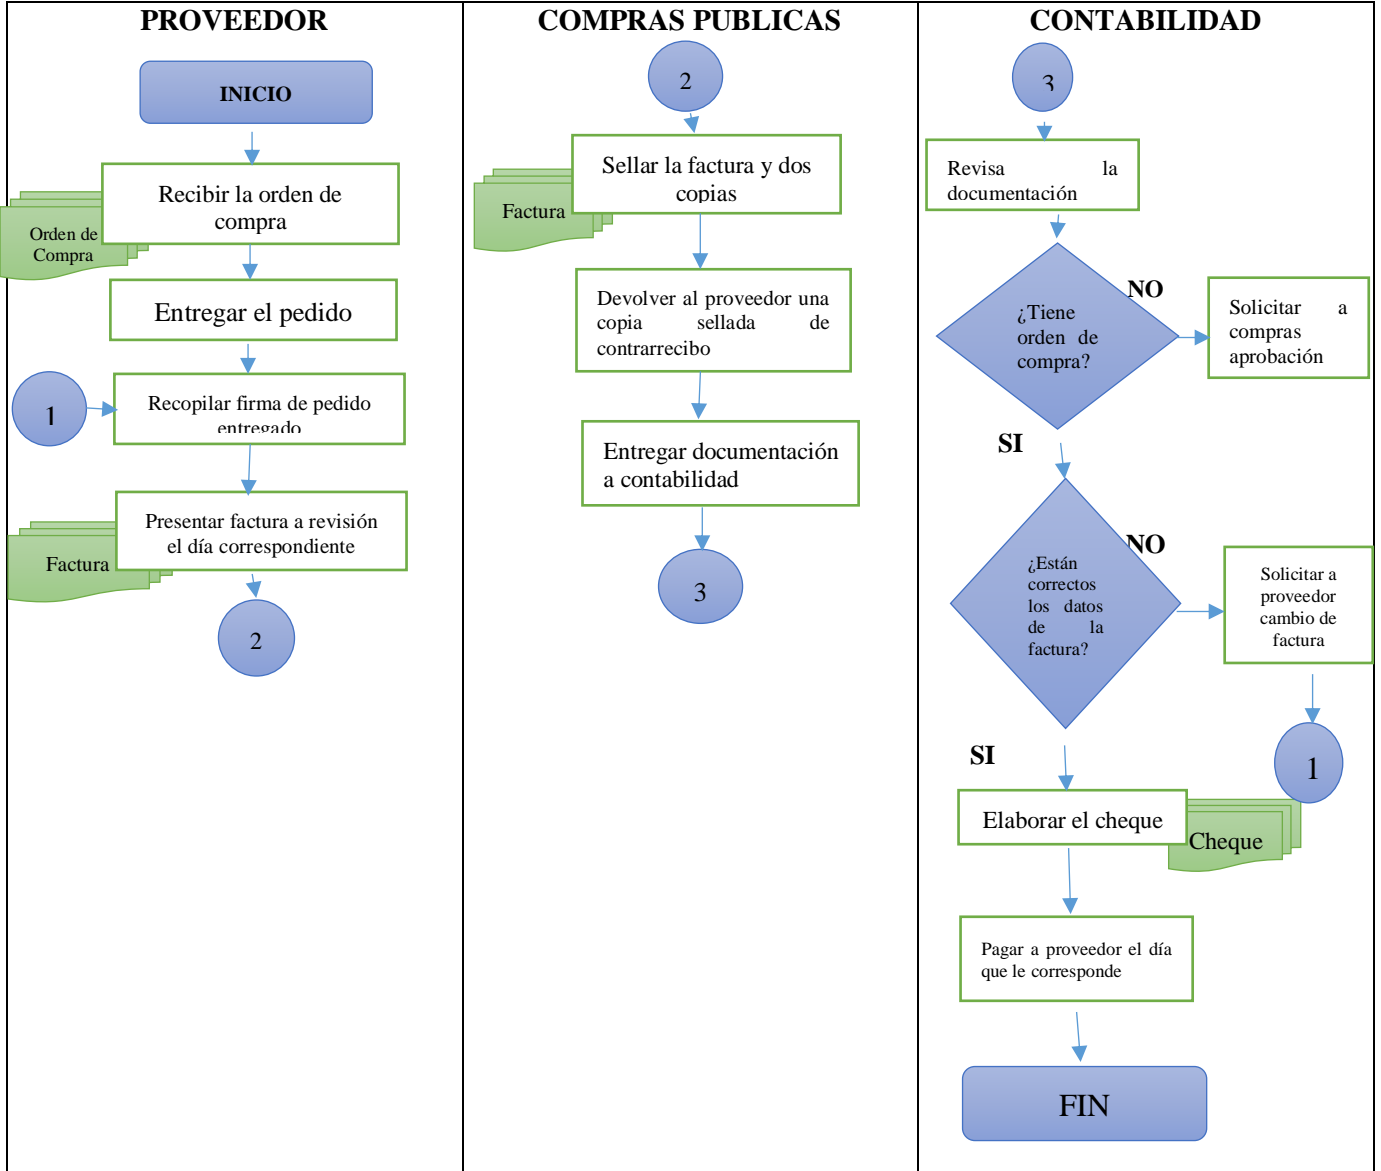 PROVEEDOR
INICIO
Recibir la orden de
compra
Orden de
Compra
Entregar el pedido
1
Recopilar firma de pedido
entregado
Presentar factura a revisión
el día correspondiente
Factura
2
COMPRAS PUBLICAS
2
Sellar la factura y dos
copias
Factura
Devolver al proveedor una
copia sellada de
contrarrecibo
Entregar documentación
a contabilidad
3
CONTABILIDAD
3
Revisa la
documentación
¿Tiene
orden de
compra?
NO
Solicitar a
compras
aprobación
SI
¿Están
correctos
los datos
de la
factura?
NO
Solicitar a
proveedor
cambio de
factura
1
SI
Elaborar el cheque
Cheque
Pagar a proveedor el día
que le corresponde
FIN